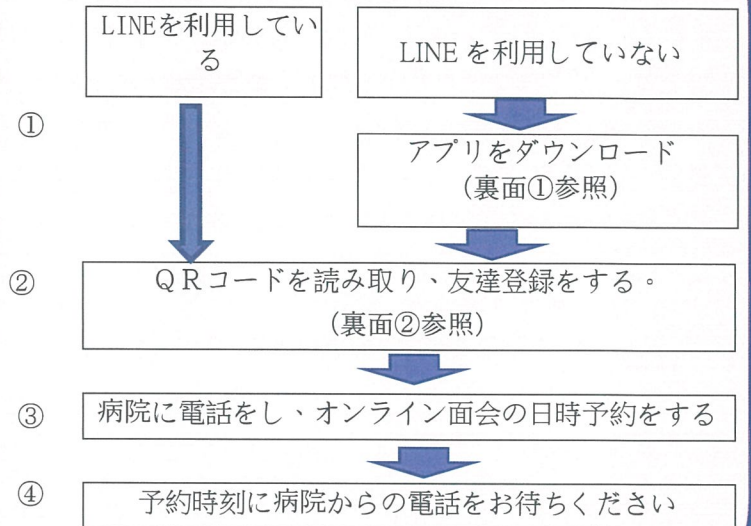 LINEを利用してい
る
LINE を利用していない
①
アプリをダウンロード
(裏面①参照)
②
QRコードを読み取り、友達登録をする。
(裏面②参照)
③
病院に電話をし、オンライン面会の日時予約をする
④
予約時刻に病院からの電話をお待ちください